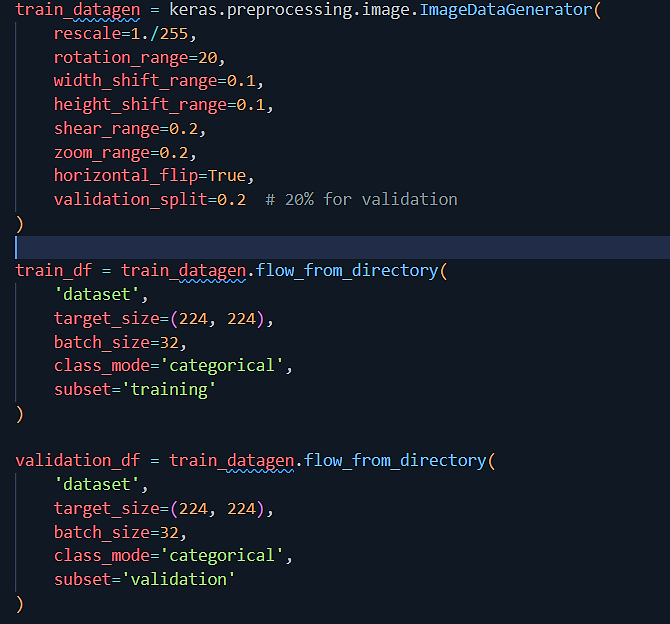 train_datagen = keras.preprocessing.image.ImageDataGenerator(
    rescale=1./255,
    rotation_range=20,
    width_shift_range=0.1,
    height_shift_range=0.1,
    shear_range=0.2,
    zoom_range=0.2,
    horizontal_flip=True,
    validation_split=0.2  # 20% for validation
)
train_df = train_datagen.flow_from_directory(
    'dataset',
    target_size=(224, 224),
    batch_size=32,
    class_mode='categorical',
    subset='training'
)
validation_df = train_datagen.flow_from_directory(
    'dataset',
    target_size=(224, 224),
    batch_size=32,
    class_mode='categorical',
    subset='validation'
)